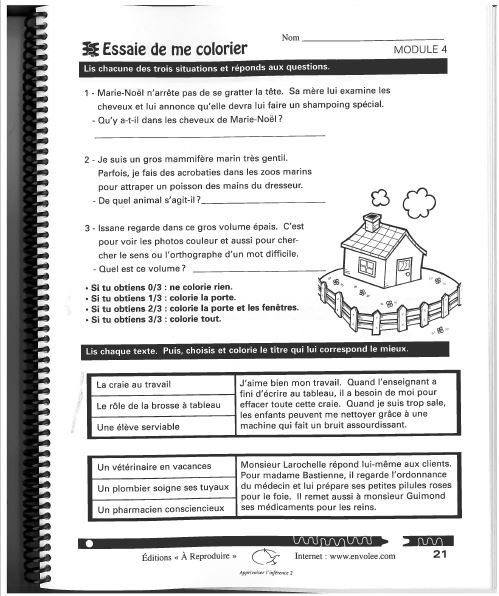 Nom
Essaie de me colorier
MODULE 4
Lis chacune des trois situations et réponds aux questions.
1 - Marie-Noël n'arrête pas de se gratter la tête. Sa mère lui examine les
cheveux et lui annonce qu'elle devra lui faire un shampoing spécial.
- Qu'y a-t-il dans les cheveux de Marie-Noël ?
2 - Je suis un gros mammifère marin très gentil.
Parfois, je fais des acrobaties dans les zoos marins
pour attraper un poisson des mains du dresseur.
- De quel animal s'agit-il ?
3 - Issane regarde dans ce gros volume épais. C'est
pour voir les photos couleur et aussi pour cher-
cher le sens ou l'orthographe d'un mot difficile.
- Quel est ce volume ?
• Si tu obtiens 0/3 : ne colorie rien.
• Si tu obtiens 1/3 : colorie la porte.
• Si tu obtiens 2/3 : colorie la porte et les fenêtres.
• Si tu obtiens 3/3 : colorie tout.
Lis chaque texte. Puis, choisis et colorie le titre qui lui correspond le mieux.
La craie au travail
Le rôle de la brosse à tableau
Une élève serviable
J'aime bien mon travail. Quand l'enseignant a
fini d'écrire au tableau, il a besoin de moi pour
effacer toute cette craie. Quand je suis trop sale,
les enfants peuvent me nettoyer grâce à une
machine qui fait un bruit assourdissant.
Un vétérinaire en vacances
Un plombier soigne ses tuyaux
Un pharmacien consciencieux
Monsieur Larochelle répond lui-même aux clients.
Pour madame Bastienne, il regarde l'ordonnance
du médecin et lui prépare ses petites pilules roses
pour le foie. Il remet aussi à monsieur Guimond
ses médicaments pour les reins.
Éditions « À Reproduire »
Internet : www.envolee.com
21
Apprivoiser l'inférence 2